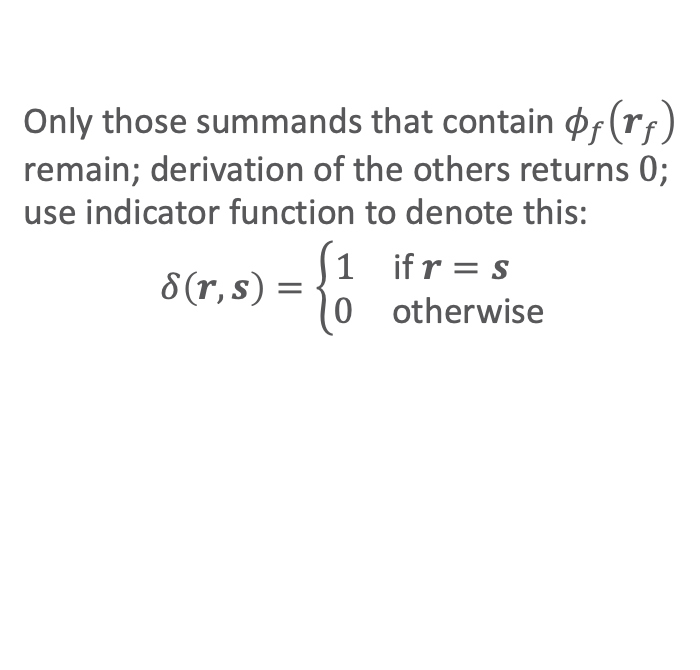 Only those summands that contain ϕ_f(𝒓_f)
remain; derivation of the others returns 0;
use indicator function to denote this:
δ(𝒓, 𝒔) = {1 if 𝒓 = 𝒔
0 otherwise